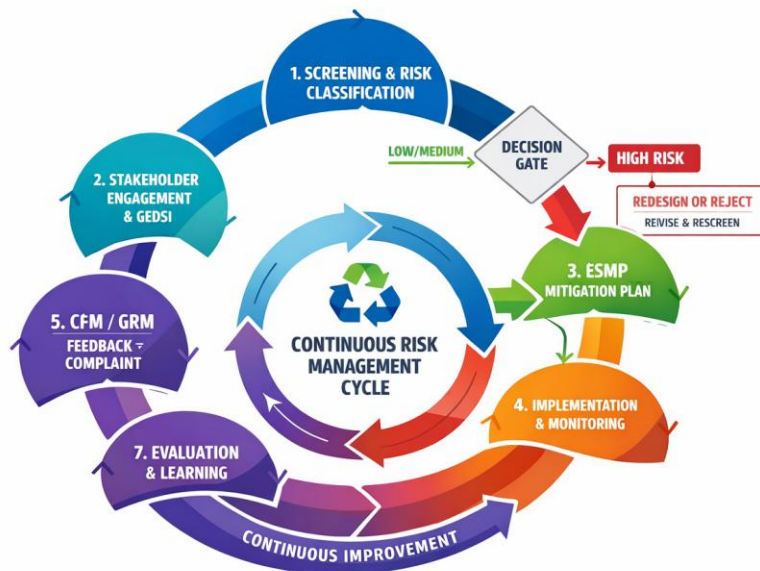 1. SCREENING & RISK
CLASSIFICATION
LOW/MEDIUM
DECISION
GATE
HIGH RISK
REDESIGN OR REJECT
REIVISE & RESCREEN
2. STAKEHOLDER
ENGAGEMENT
& GEDSI
3. ESMP
MITIGATION PLAN
5. CFM / GRM
FEEDBACK -
COMPLAINT
CONTINUOUS RISK
MANAGEMENT
CYCLE
4. IMPLEMENTATION
& MONITORING
7. EVALUATION
& LEARNING
CONTINUOUS IMPROVEMENT